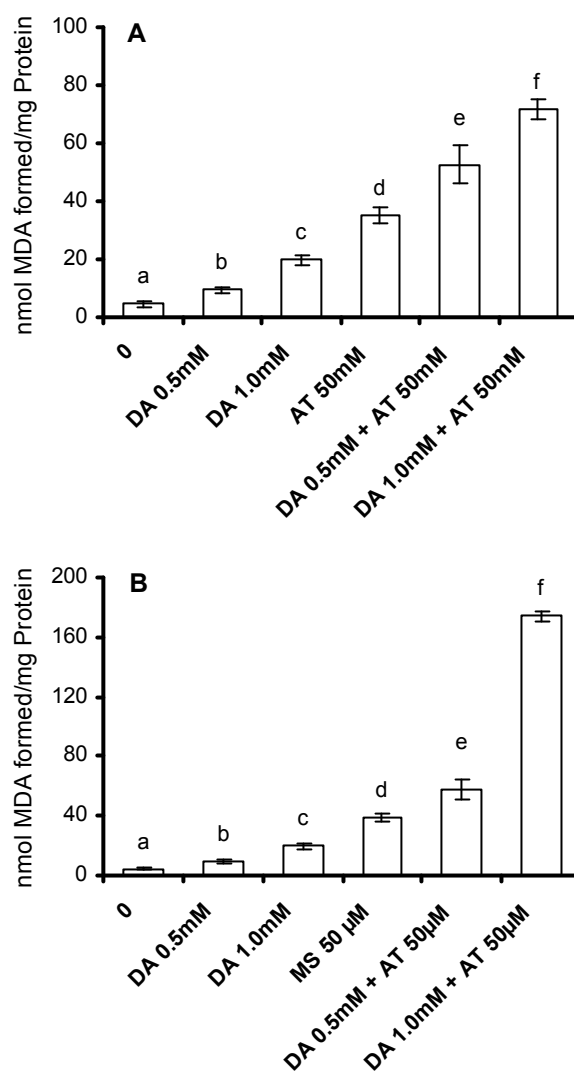 A
nmol MDA formed/mg Protein
100
80
60
40
20
0
a
b
c
d
e
f
0
DA 0.5mM
DA 1.0mM
AT 50mM
DA 0.5mM + AT 50mM
DA 1.0mM + AT 50mM
B
nmol MDA formed/mg Protein
200
160
120
80
40
0
a
b
c
d
e
f
0
DA 0.5mM
DA 1.0mM
MS 50 µM
DA 0.5mM + AT 50µM
DA 1.0mM + AT 50µM